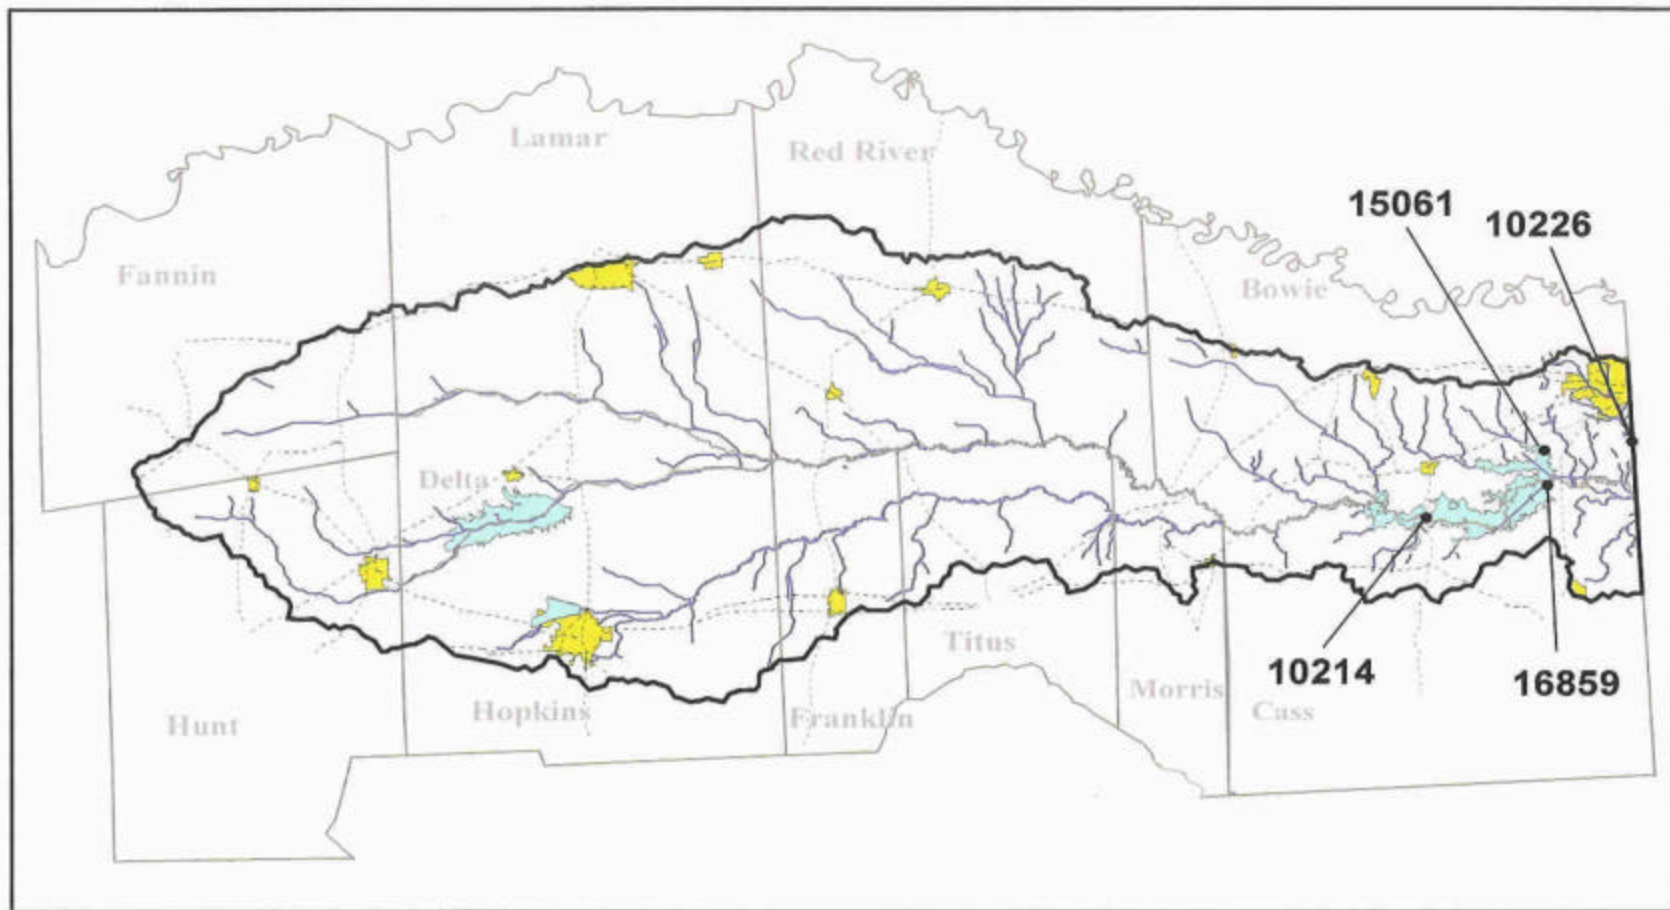 Lamar
Red River
15061
10226
Fannin
Bowie
Delta
10214
16859
Titus
Morris
Hunt
Hopkins
Franklin
Cass